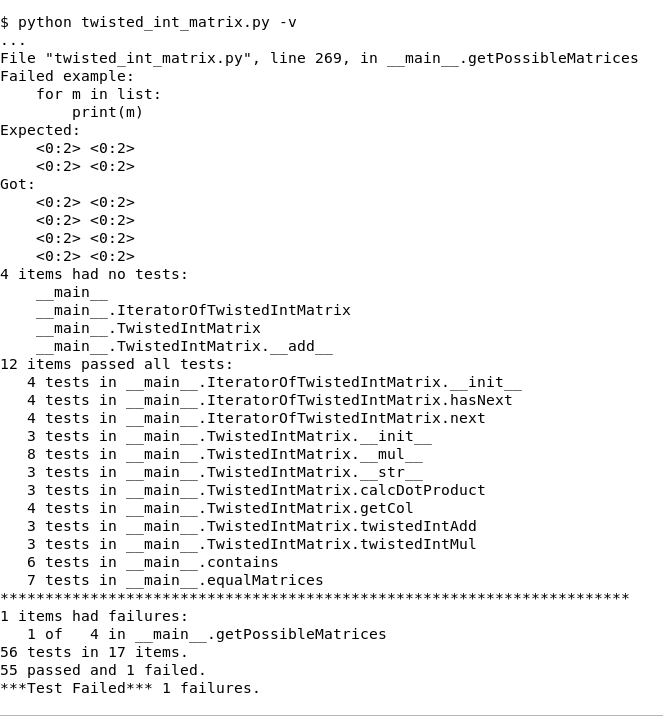 $ python twisted_int_matrix.py -v
...
File "twisted_int_matrix.py", line 269, in __main__.getPossibleMatrices
Failed example:
    for m in list:
        print(m)
Expected:
    <0:2> <0:2>
    <0:2> <0:2>
Got:
    <0:2> <0:2>
    <0:2> <0:2>
    <0:2> <0:2>
    <0:2> <0:2>
4 items had no tests:
    __main__
    __main__.IteratorOfTwistedIntMatrix
    __main__.TwistedIntMatrix
    __main__.TwistedIntMatrix.__add__
12 items passed all tests:
   4 tests in __main__.IteratorOfTwistedIntMatrix.__init__
   4 tests in __main__.IteratorOfTwistedIntMatrix.hasNext
   4 tests in __main__.IteratorOfTwistedIntMatrix.next
   3 tests in __main__.TwistedIntMatrix.__init__
   8 tests in __main__.TwistedIntMatrix.__mul__
   3 tests in __main__.TwistedIntMatrix.__str__
   3 tests in __main__.TwistedIntMatrix.calcDotProduct
   4 tests in __main__.TwistedIntMatrix.getCol
   3 tests in __main__.TwistedIntMatrix.twistedIntAdd
   3 tests in __main__.TwistedIntMatrix.twistedIntMul
   6 tests in __main__.contains
   7 tests in __main__.equalMatrices
**********************************************************************
1 items had failures:
   1 of   4 in __main__.getPossibleMatrices
56 tests in 17 items.
55 passed and 1 failed.
***Test Failed*** 1 failures.